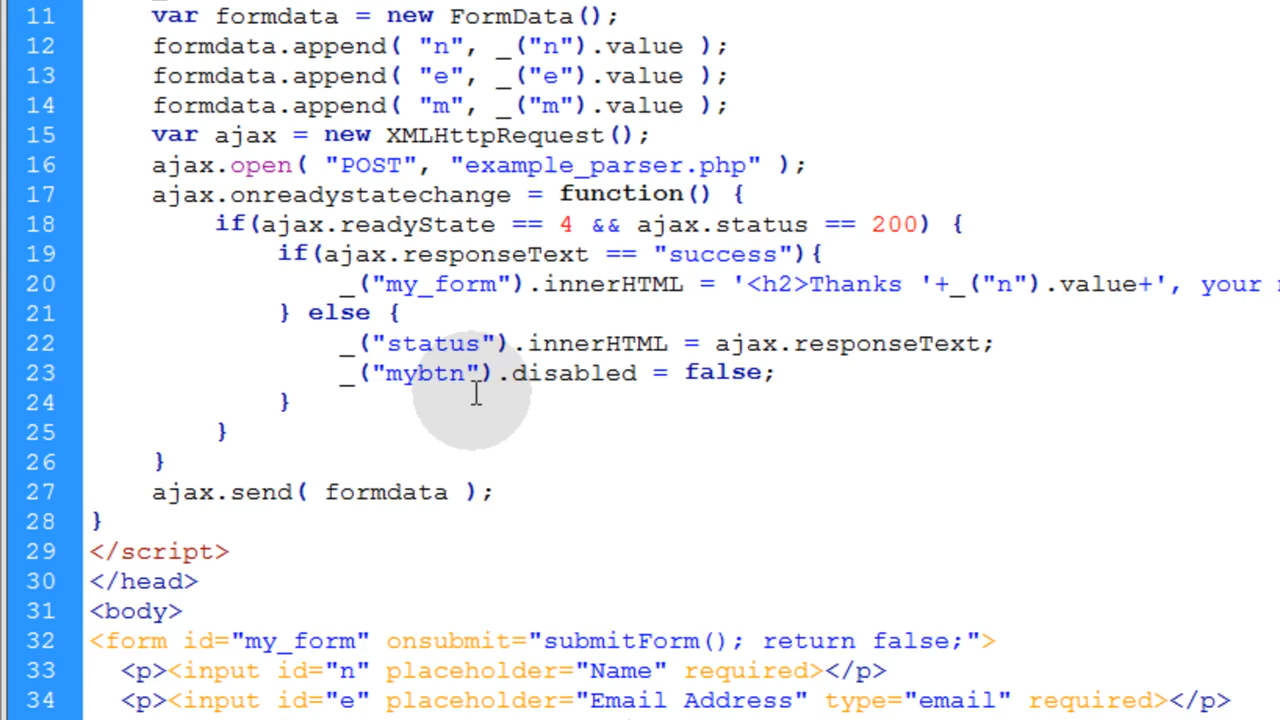 11 var formdata = new FormData();
12 formdata.append( "n", _("n").value );
13 formdata.append( "e", _("e").value );
14 formdata.append( "m", _("m").value );
15 var ajax = new XMLHttpRequest();
16 ajax.open( "POST", "example_parser.php" );
17 ajax.onreadystatechange = function() {
18 if(ajax.readyState == 4 && ajax.status == 200) {
19 if(ajax.responseText == "success"){
20 _("my_form").innerHTML = '<h2>Thanks '+_("n").value+', your
21 } else {
22 _("status").innerHTML = ajax.responseText;
23 _("mybtn").disabled = false;
24 }
25 }
26 }
27 ajax.send( formdata );
28 }
29 </script>
30 </head>
31 <body>
32 <form id="my_form" onsubmit="submitForm(); return false;">
33 <p><input id="n" placeholder="Name" required></p>
34 <p><input id="e" placeholder="Email Address" type="email" required></p>